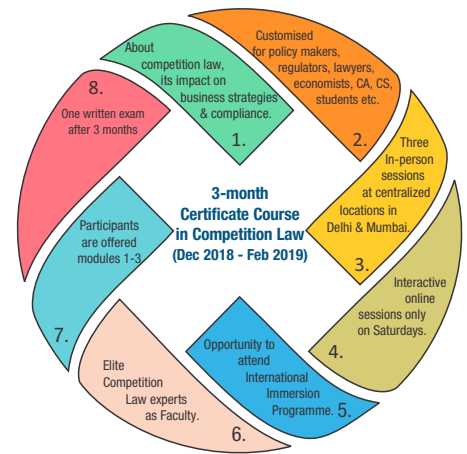 About
competition law,
its impact on
business strategies
& compliance.
1.
Customised
for policy makers,
regulators, lawyers,
economists, CA, CS,
students etc.
2.
Three
In-person
sessions
at centralized
locations in
Delhi & Mumbai.
3.
Interactive
online
sessions only
on Saturdays.
4.
Opportunity to
attend
International
Immersion
Programme. 5.
Elite
Competition
Law experts
as Faculty.
6.
Participants
are offered
modules 1-3
7.
8.
One written exam
after 3 months
3-month
Certificate Course
in Competition Law
(Dec 2018 - Feb 2019)